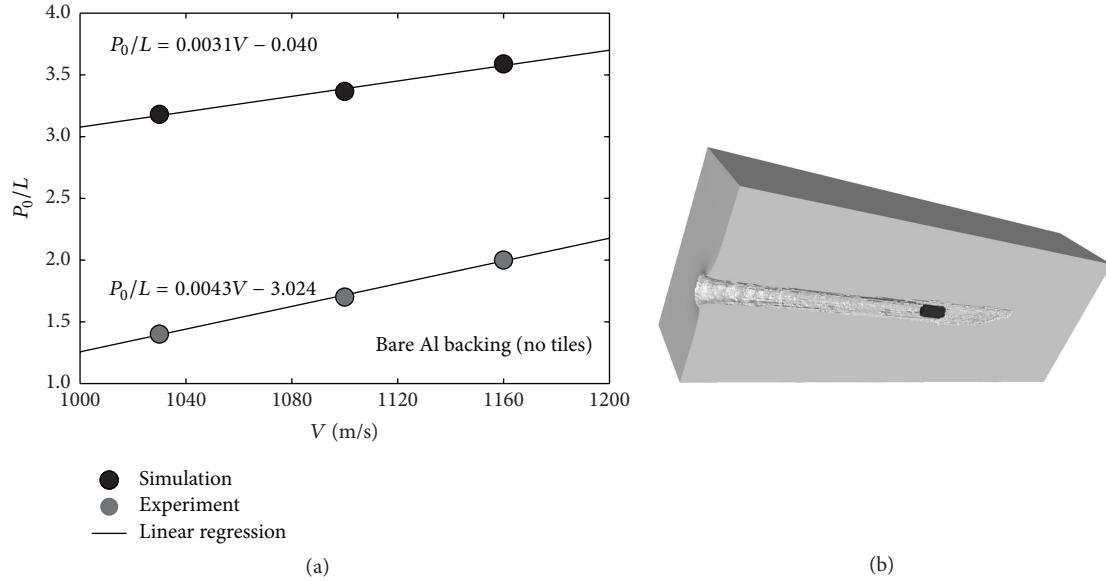 4.0
3.5
3.0
2.5
2.0
1.5
1.0
P₀/L
P₀/L = 0.0031V − 0.040
P₀/L = 0.0043V − 3.024
Bare Al backing (no tiles)
1000 1040 1080 1120 1160 1200
V (m/s)
Simulation
Experiment
Linear regression
(a)
(b)